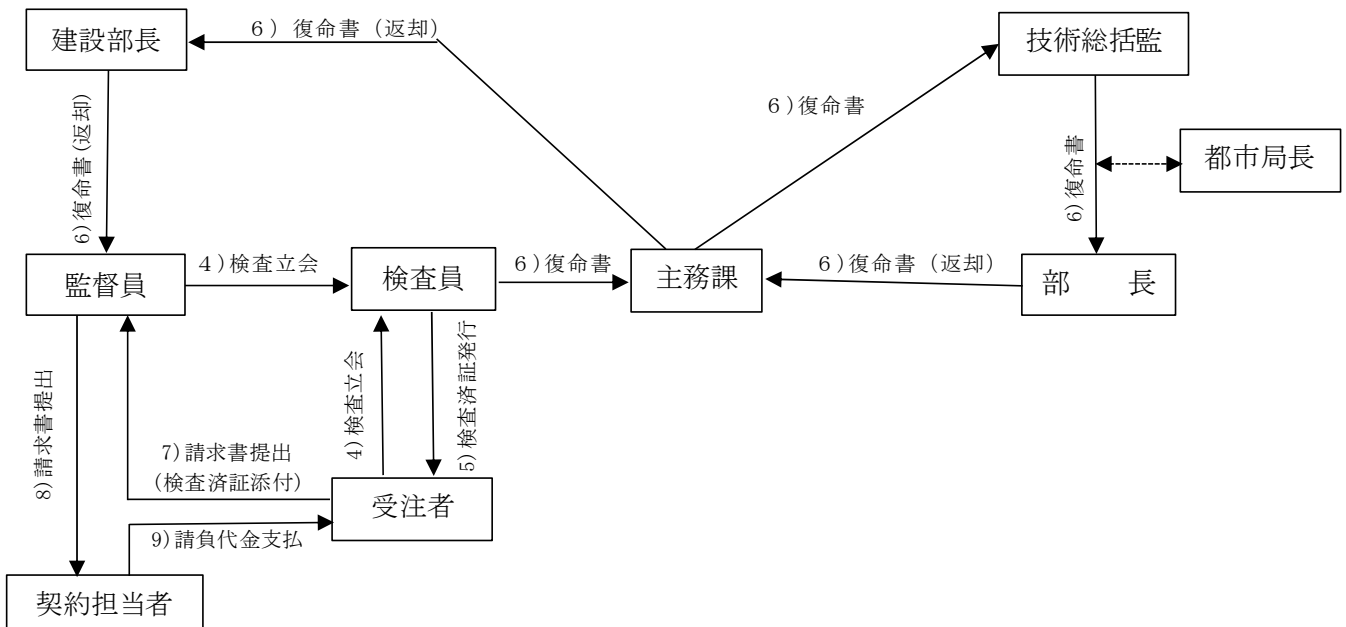 建設部長
6）復命書（返却）
技術総括監
6)復命書(返却)
6)復命書
6)復命書
都市局長
監督員
4)検査立会
検査員
6)復命書
主務課
6)復命書（返却）
部　長
8)請求書提出
7)請求書提出
(検査済証添付)
4)検査立会
5)検査済証発行
受注者
9)請負代金支払
契約担当者